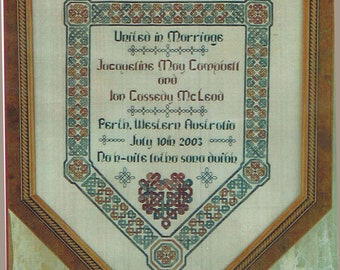 United in Marriage
Jacqueline May Campbell
and
Ian Cassedy McLeod
Perth, Western Australia
July 10th 2003